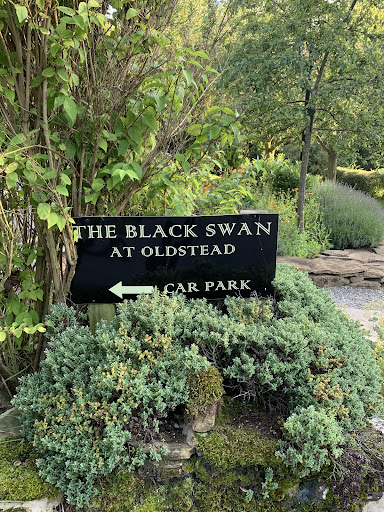 THE BLACK SWAN
AT OLDSTEAD
CAR PARK